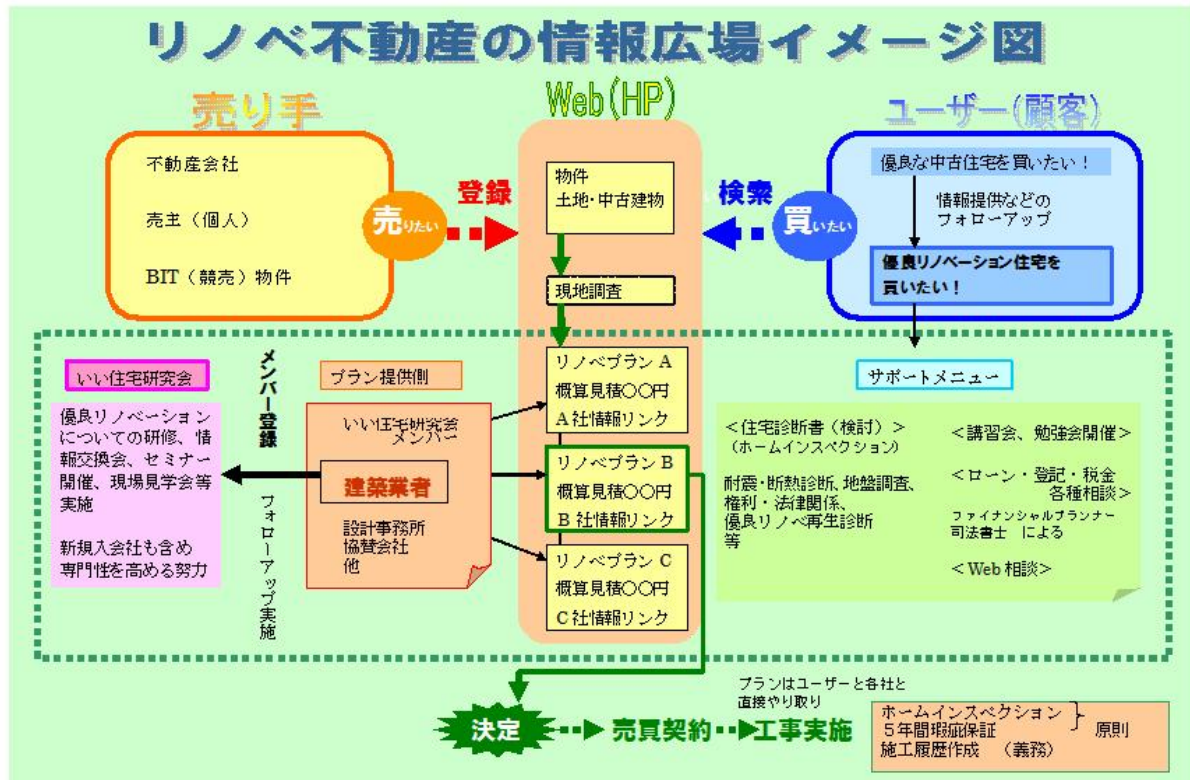 リノベ不動産の情報広場イメージ図
売り手
Web(HP)
ユーザー(顧客)
不動産会社
売主（個人）
BIT（競売）物件
売りたい
登録
物件
土地・中古建物
検索
買いたい
優良な中古住宅を買いたい！
情報提供などの
フォローアップ
優良リノベーション住宅を
買いたい！
現地調査
いい住宅研究会
優良リノベーション
についての研修、情
報交換会、セミナー
開催、現場見学会等
実施
新規入会社も含め
専門性を高める努力
メンバー登録
フォローアップ実施
プラン提供側
いい住宅研究会
メンバー
建築業者
設計事務所
協賛会社
他
リノベプラン A
概算見積〇〇円
A 社情報リンク
リノベプラン B
概算見積〇〇円
B 社情報リンク
リノベプラン C
概算見積〇〇円
C 社情報リンク
サポートメニュー
＜住宅診断書（検討）＞
（ホームインスペクション）
耐震・断熱診断、地盤調査、
権利・法律関係、
優良リノベ再生診断
等
＜講習会、勉強会開催＞
＜ローン・登記・税金
各種相談＞
ファイナンシャルプランナー
司法書士　による
＜Web 相談＞
決定
売買契約
プランはユーザーと各社と
直接やり取り
工事実施
ホームインスペクション
５年間瑕疵保証
原則
施工履歴作成　（義務）